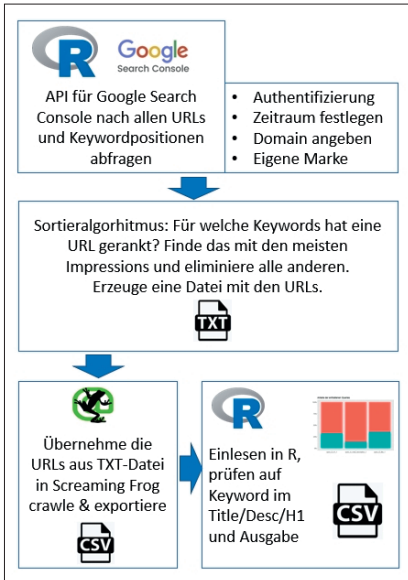 R
Google
Search Console
API für Google Search
Console nach allen URLs
und Keywordpositionen
abfragen
• Authentifizierung
• Zeitraum festlegen
• Domain angeben
• Eigene Marke
Sortieralgorhitmus: Für welche Keywords hat eine
URL gerankt? Finde das mit den meisten
Impressions und eliminiere alle anderen.
Erzeuge eine Datei mit den URLs.
TXT
Übernehme die
URLs aus TXT-Datei
in Screaming Frog
crawle & exportiere
CSV
R
Einlesen in R,
prüfen auf
Keyword im
Title/Desc/H1
und Ausgabe
CSV